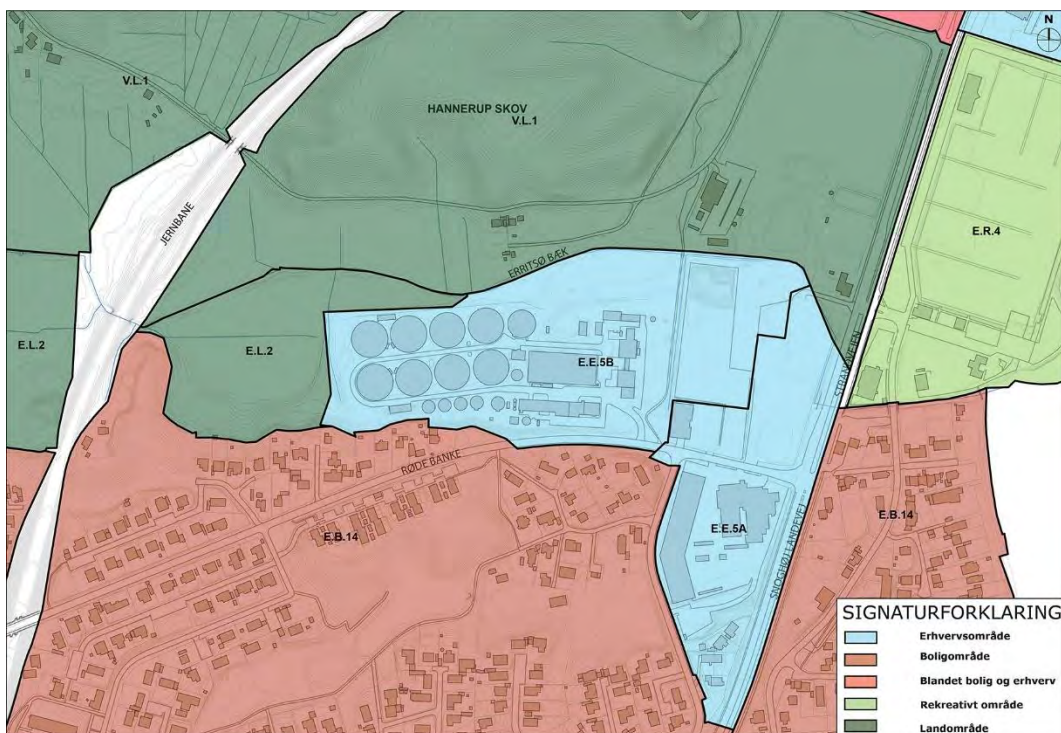 N
V.L.1
HANNERUP SKOV
V.L.1
JERNBANE
E.R.4
ERRITSØ BÆK
E.L.2
E.L.2
E.E.5B
STRANDVEJEN
RØDE BANKE
E.B.14
E.E.5A
E.B.14
SNOGHØJ LANDEVEJ
SIGNATURFORKLARING
Erhvervsområde
Boligområde
Blandet bolig og erhverv
Rekreativt område
Landområde